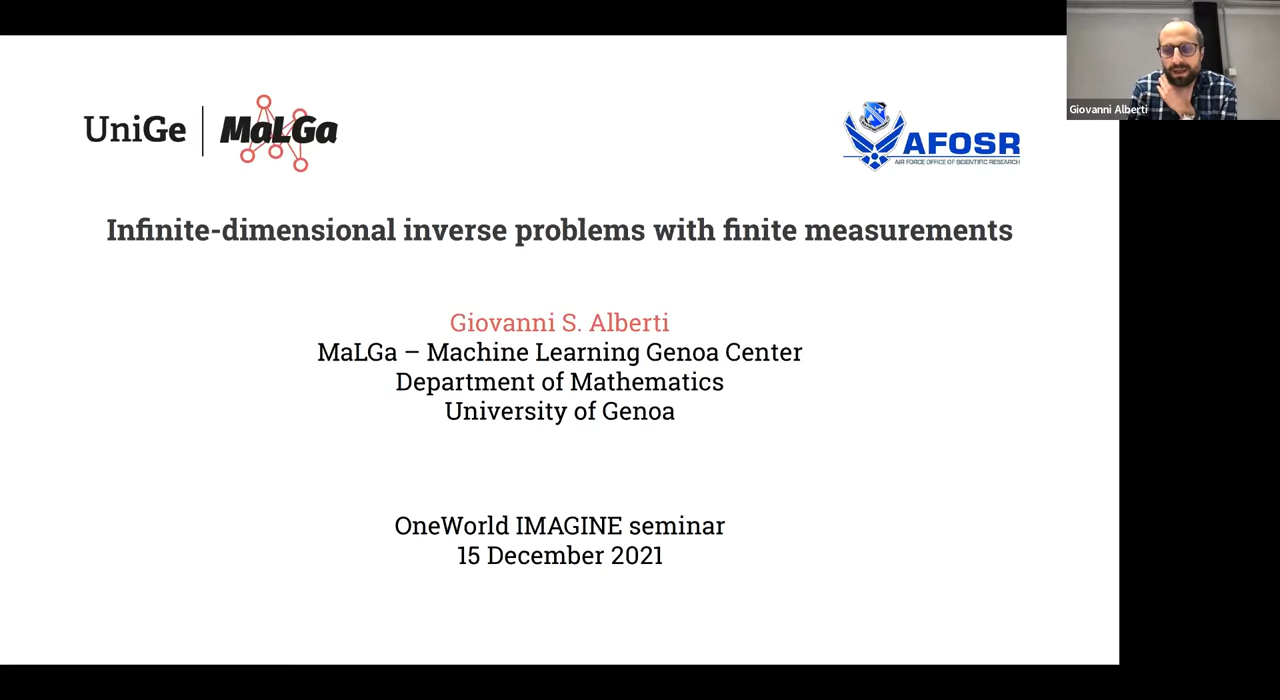 UniGe
MaLGa
AFOSR
AIR FORCE OFFICE OF SCIENTIFIC RESEARCH
Giovanni Alberti
Infinite-dimensional inverse problems with finite measurements
Giovanni S. Alberti
MaLGa – Machine Learning Genoa Center
Department of Mathematics
University of Genoa
OneWorld IMAGINE seminar
15 December 2021